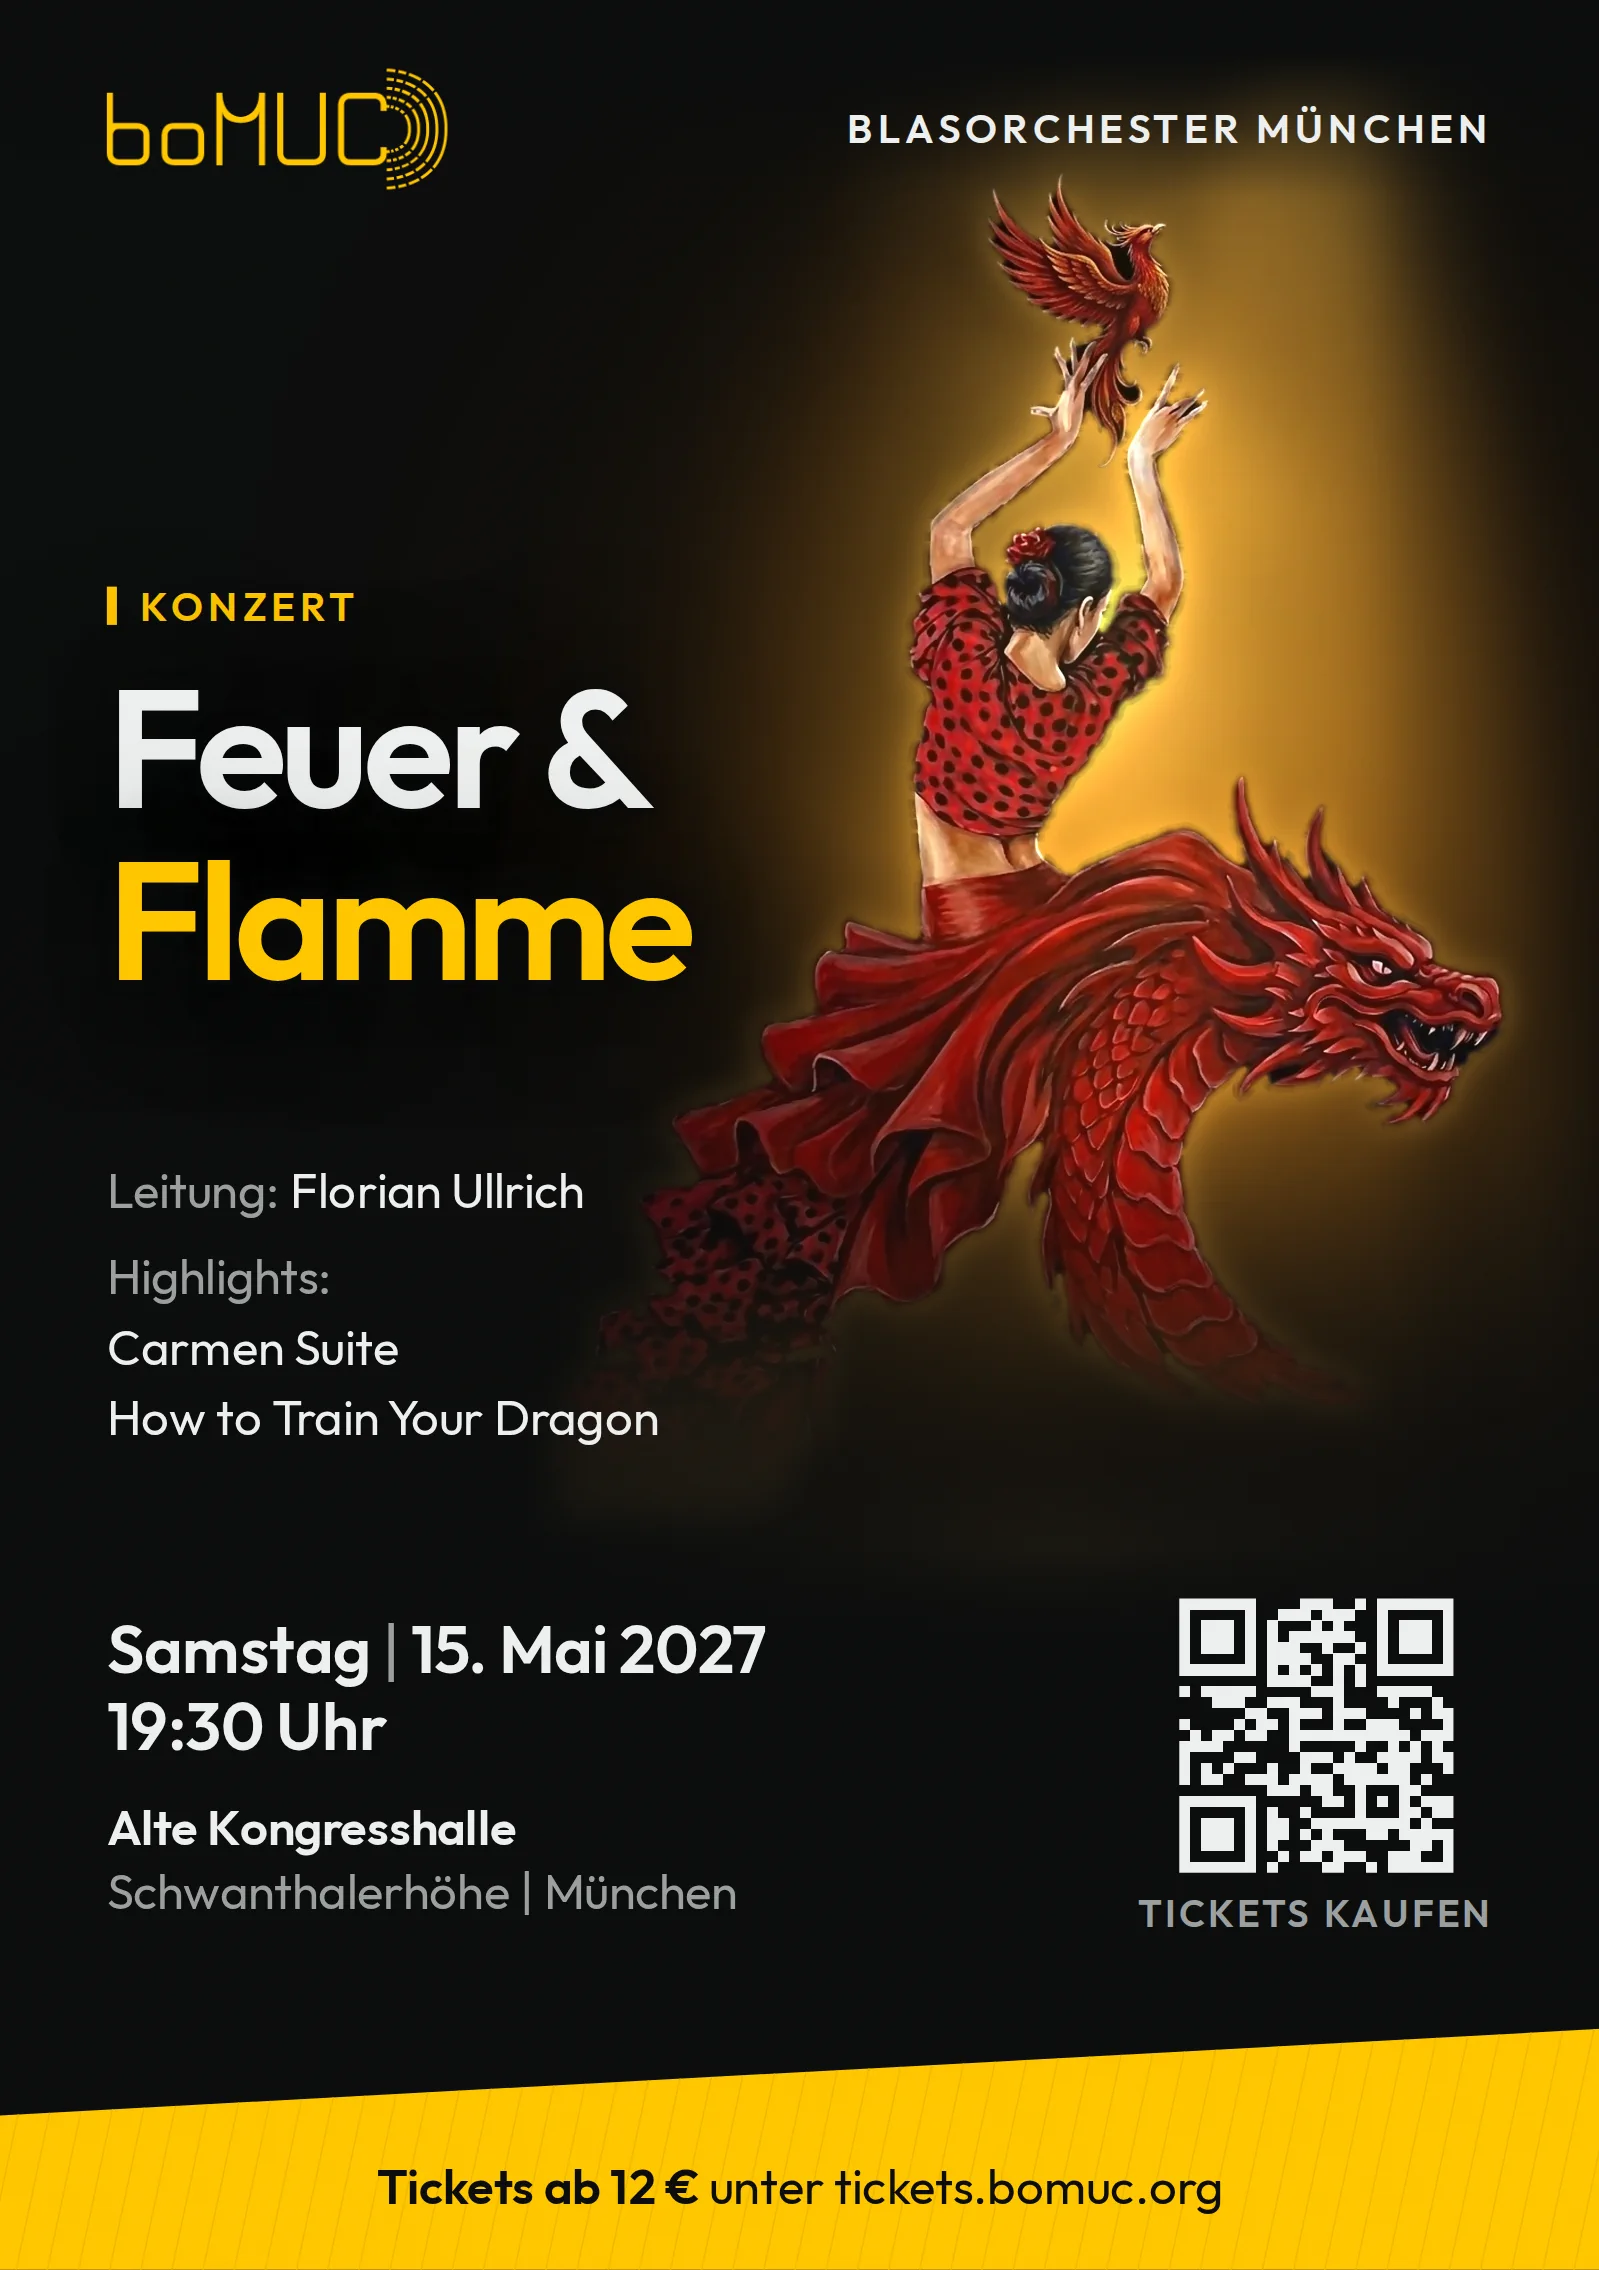 boMUC
BLASORCHESTER MÜNCHEN
KONZERT
Feuer &
Flamme
Leitung: Florian Ullrich
Highlights:
Carmen Suite
How to Train Your Dragon
Samstag | 15. Mai 2027
19:30 Uhr
Alte Kongresshalle
Schwanthalerhöhe | München
TICKETS KAUFEN
Tickets ab 12 € unter tickets.bomuc.org